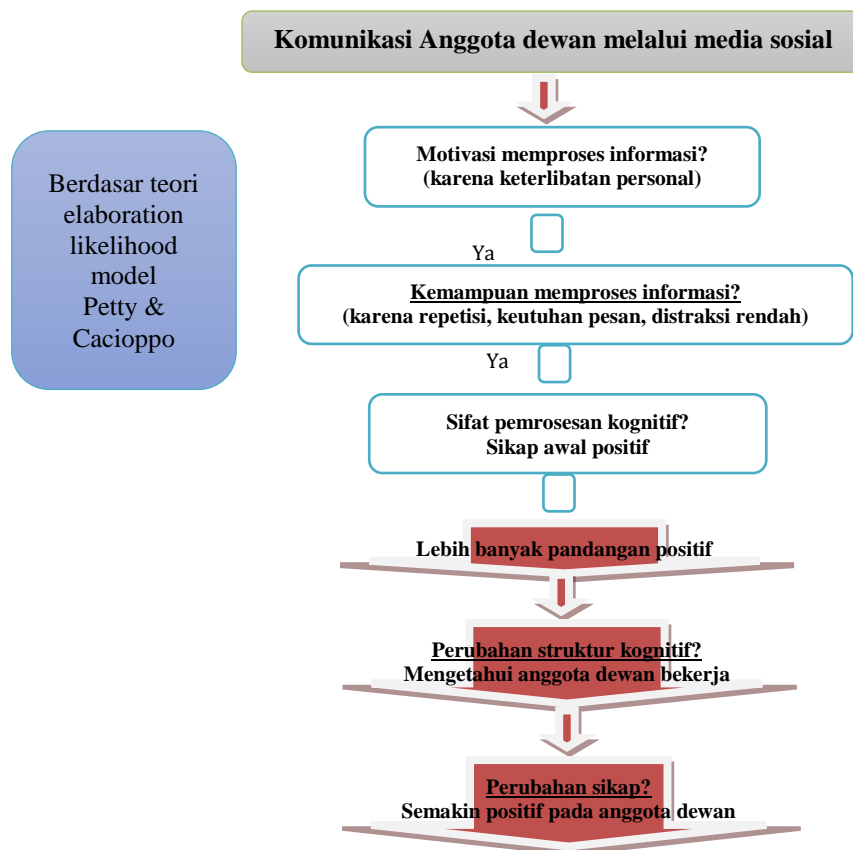 Komunikasi Anggota dewan melalui media sosial
Berdasar teori
elaboration
likelihood
model
Petty &
Cacioppo
Motivasi memproses informasi?
(karena keterlibatan personal)
Ya
Kemampuan memproses informasi?
(karena repetisi, keutuhan pesan, distraksi rendah)
Ya
Sifat pemrosesan kognitif?
Sikap awal positif
Lebih banyak pandangan positif
Perubahan struktur kognitif?
Mengetahui anggota dewan bekerja
Perubahan sikap?
Semakin positif pada anggota dewan